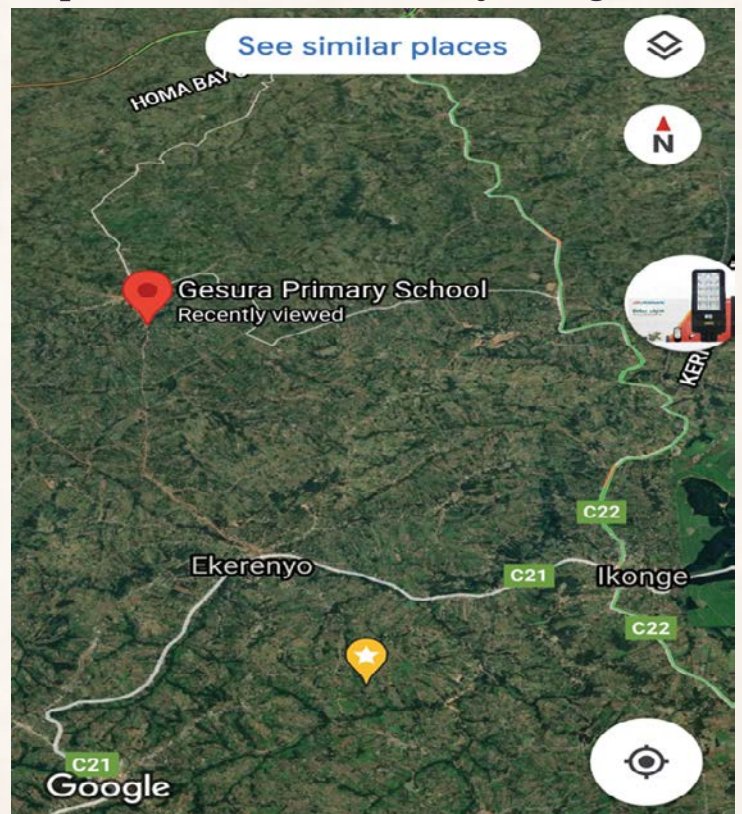 See similar places
HOMA BAY
N
Gesura Primary School
Recently viewed
C22
Ekerenyo
C21
Ikonge
C22
C21
Google